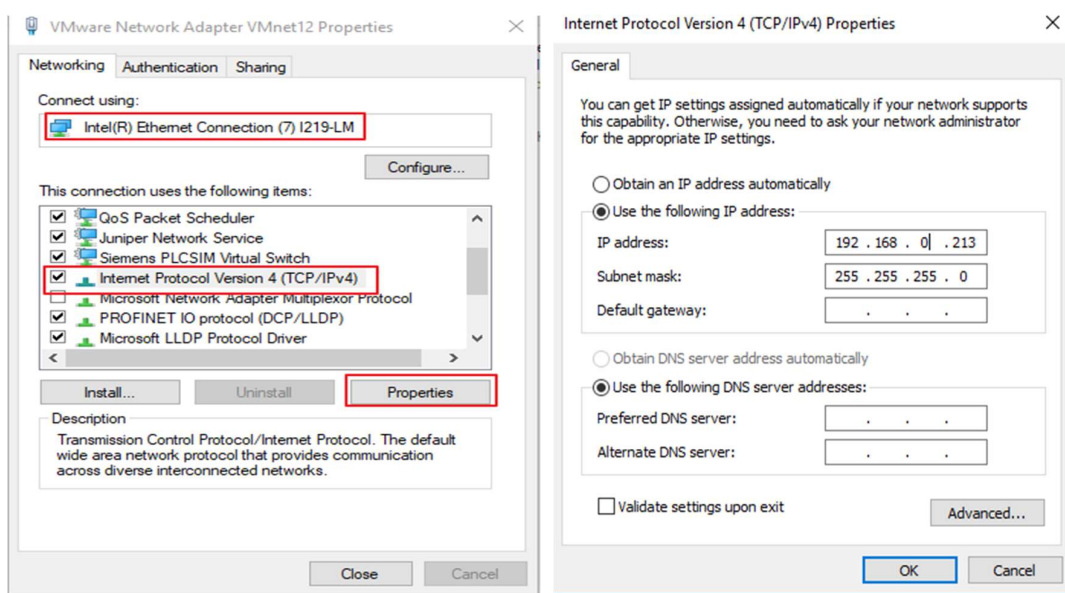 VMware Network Adapter VMnet12 Properties
Networking Authentication Sharing
Connect using:
Intel(R) Ethernet Connection (7) I219-LM
Configure...
This connection uses the following items:
QoS Packet Scheduler
Juniper Network Service
Siemens PLCSIM Virtual Switch
Internet Protocol Version 4 (TCP/IPv4)
Microsoft Network Adapter Multiplexor Protocol
PROFINET IO protocol (DCP/LLDP)
Microsoft LLDP Protocol Driver
Install... Uninstall Properties
Description
Transmission Control Protocol/Internet Protocol. The default
wide area network protocol that provides communication
across diverse interconnected networks.
Close Cancel
Internet Protocol Version 4 (TCP/IPv4) Properties
General
You can get IP settings assigned automatically if your network supports
this capability. Otherwise, you need to ask your network administrator
for the appropriate IP settings.
Obtain an IP address automatically
Use the following IP address:
IP address: 192 . 168 . 0 . 213
Subnet mask: 255 . 255 . 255 . 0
Default gateway: . . .
Obtain DNS server address automatically
Use the following DNS server addresses:
Preferred DNS server: . . .
Alternate DNS server: . . .
Validate settings upon exit
Advanced...
OK Cancel